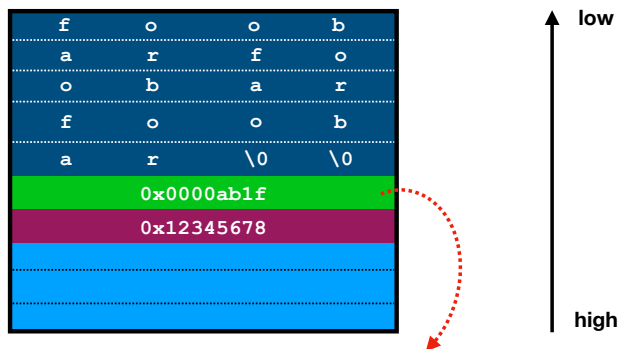 f o o b
low
a r f o
o b a r
f o o b
a r \0 \0
0x0000ab1f
0x12345678
high